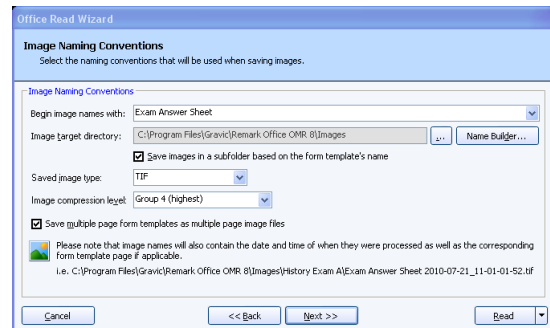 Office Read Wizard
Image Naming Conventions
Select the naming conventions that will be used when saving images.
Image Naming Conventions
Begin image names with: Exam Answer Sheet
Image target directory: C:\Program Files\Gravic\Remark Office OMR 8\Images ... Name Builder...
Save images in a subfolder based on the form template's name
Saved image type: TIF
Image compression level: Group 4 (highest)
Save multiple page form templates as multiple page image files
Please note that image names will also contain the date and time of when they were processed as well as the corresponding
form template page if applicable.
i.e. C:\Program Files\Gravic\Remark Office OMR 8\Images\History Exam A\Exam Answer Sheet 2010-07-21_11-01-01-52.tif
Cancel << Back Next >> Read